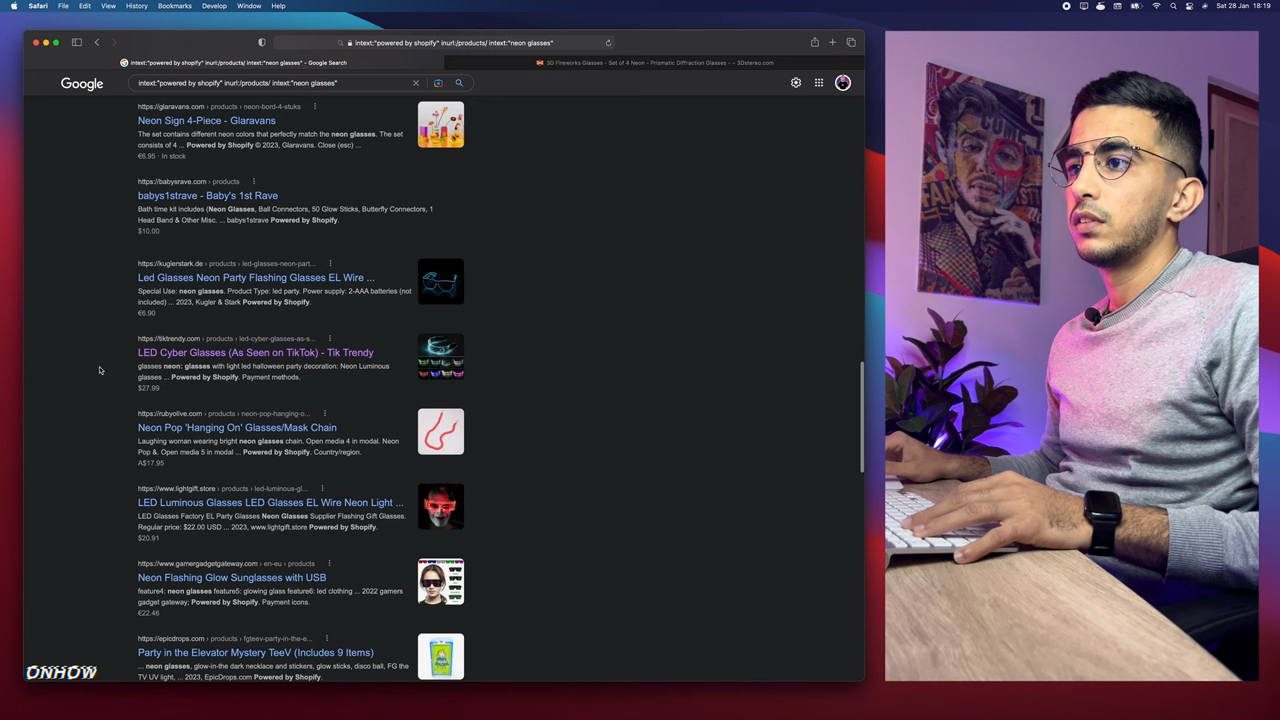 Safari File Edit View History Bookmarks Develop Window Help
Sat 28 Jan 18:19
intext:"powered by shopify" inurl:/products/ intext:"neon glasses"
intext:"powered by shopify" inurl:/products/ intext:"neon glasses" - Google Search
3D Fireworks Glasses - Set of 4 Neon - Prismatic Diffraction Glasses - – 3Dstereo.com
Google
intext:"powered by shopify" inurl:/products/ intext:"neon glasses"
https://glaravans.com › products › neon-bord-4-stuks
Neon Sign 4-Piece - Glaravans
The set contains different neon colors that perfectly match the neon glasses. The set
consists of 4 ... Powered by Shopify © 2023, Glaravans. Close (esc) ...
€6.95 · In stock
https://babysrave.com › products
babys1strave - Baby's 1st Rave
Bath time kit includes (Neon Glasses, Ball Connectors, 50 Glow Sticks, Butterfly Connectors, 1
Head Band & Other Misc. ... babys1strave Powered by Shopify.
$10.00
https://kuglerstark.de › products › led-glasses-neon-part...
Led Glasses Neon Party Flashing Glasses EL Wire ...
Special Use: neon glasses. Product Type: led party. Power supply: 2-AAA batteries (not
included) ... 2023, Kugler & Stark Powered by Shopify.
€6.90
https://tiktrendy.com › products › led-cyber-glasses-as-s...
LED Cyber Glasses (As Seen on TikTok) - Tik Trendy
glasses neon: glasses with light led halloween party decoration: Neon Luminous
glasses ... Powered by Shopify. Payment methods.
$27.99
https://rubyolive.com › products › neon-pop-hanging-o...
Neon Pop 'Hanging On' Glasses/Mask Chain
Laughing woman wearing bright neon glasses chain. Open media 4 in modal. Neon
Pop &. Open media 5 in modal ... Powered by Shopify. Country/region.
A$17.95
https://www.lightgift.store › products › led-luminous-gl...
LED Luminous Glasses LED Glasses EL Wire Neon Light ...
LED Glasses Factory EL Party Glasses Neon Glasses Supplier Flashing Gift Glasses.
Regular price: $22.00 USD ... 2023, www.lightgift.store Powered by Shopify.
$20.91
https://www.gamergadgetgateway.com › en-eu › products
Neon Flashing Glow Sunglasses with USB
feature4: neon glasses feature5: glowing glass feature6: led clothing ... 2022 gamers
gadget gateway; Powered by Shopify. Payment icons.
€22.46
https://epicdrops.com › products › fgteev-party-in-the-e...
Party in the Elevator Mystery TeeV (Includes 9 Items)
... neon glasses, glow-in-the dark necklace and stickers, glow sticks, disco ball, FG the
TV UV light, ... 2023, EpicDrops.com Powered by Shopify.
ONHOW